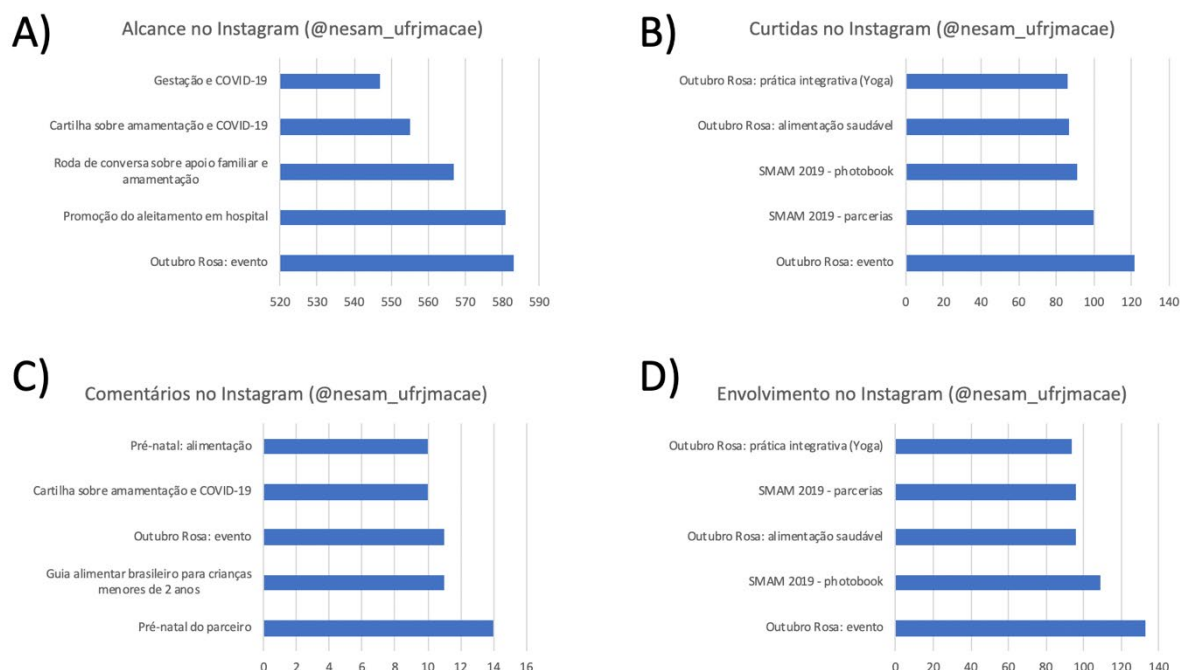 A)
Alcance no Instagram (@nesam_ufrjmacae)
Gestação e COVID-19
Cartilha sobre amamentação e COVID-19
Roda de conversa sobre apoio familiar e
amamentação
Promoção do aleitamento em hospital
Outubro Rosa: evento
520 530 540 550 560 570 580 590
B)
Curtidas no Instagram (@nesam_ufrjmacae)
Outubro Rosa: prática integrativa (Yoga)
Outubro Rosa: alimentação saudável
SMAM 2019 - photobook
SMAM 2019 - parcerias
Outubro Rosa: evento
0 20 40 60 80 100 120 140
C)
Comentários no Instagram (@nesam_ufrjmacae)
Pré-natal: alimentação
Cartilha sobre amamentação e COVID-19
Outubro Rosa: evento
Guia alimentar brasileiro para crianças
menores de 2 anos
Pré-natal do parceiro
0 2 4 6 8 10 12 14 16
D)
Envolvimento no Instagram (@nesam_ufrjmacae)
Outubro Rosa: prática integrativa (Yoga)
SMAM 2019 - parcerias
Outubro Rosa: alimentação saudável
SMAM 2019 - photobook
Outubro Rosa: evento
0 20 40 60 80 100 120 140